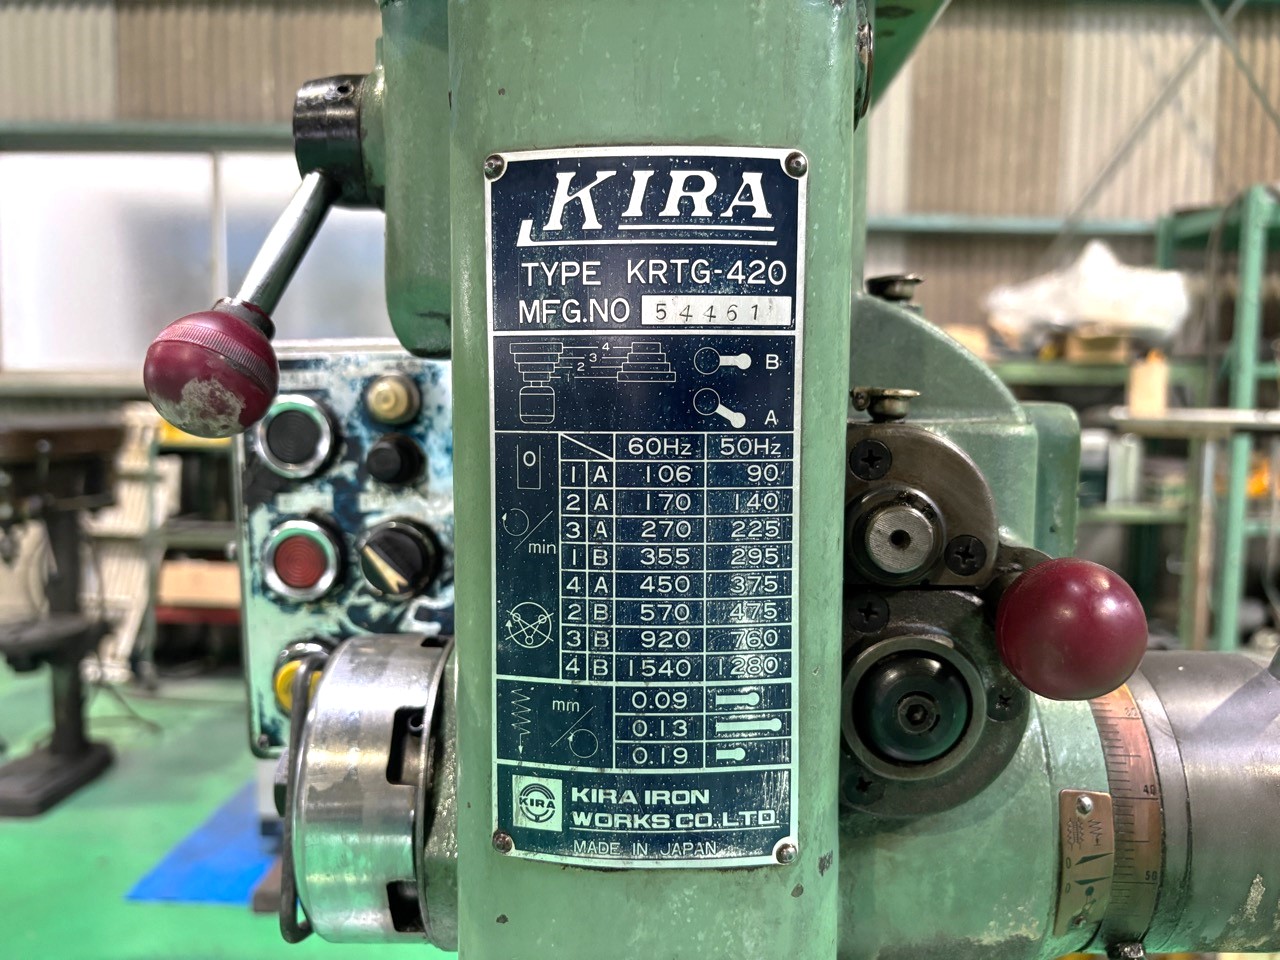 KIRA
TYPE KRTG-420
MFG.NO 54461
4
3
2
1
B
A
60Hz 50Hz
1 A 106 90
2 A 170 140
3 A 270 225
1 B 355 295
4 A 450 375
2 B 570 475
3 B 920 760
4 B 1540 1280
0
min
mm
0.09
0.13
0.19
KIRA
KIRA IRON
WORKS CO.,LTD
MADE IN JAPAN
40
50
0
0